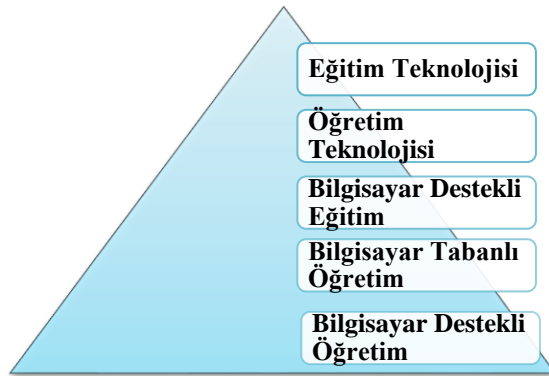 Eğitim Teknolojisi
Öğretim
Teknolojisi
Bilgisayar Destekli
Eğitim
Bilgisayar Tabanlı
Öğretim
Bilgisayar Destekli
Öğretim